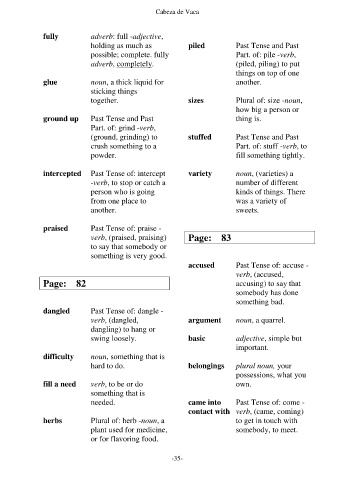 Cabeza de Vaca
fully adverb: full -adjective,
holding as much as
possible; complete. fully
adverb, completely.
glue noun, a thick liquid for
sticking things
together.
ground up Past Tense and Past
Part. of: grind -verb,
(ground, grinding) to
crush something to a
powder.
intercepted Past Tense of: intercept
-verb, to stop or catch a
person who is going
from one place to
another.
praised Past Tense of: praise -
verb, (praised, praising)
to say that somebody or
something is very good.
Page: 82
dangled Past Tense of: dangle -
verb, (dangled,
dangling) to hang or
swing loosely.
difficulty noun, something that is
hard to do.
fill a need verb, to be or do
something that is
needed.
herbs Plural of: herb -noun, a
plant used for medicine,
or for flavoring food.
piled Past Tense and Past
Part. of: pile -verb,
(piled, piling) to put
things on top of one
another.
sizes Plural of: size -noun,
how big a person or
thing is.
stuffed Past Tense and Past
Part. of: stuff -verb, to
fill something tightly.
variety noun, (varieties) a
number of different
kinds of things. There
was a variety of
sweets.
Page: 83
accused Past Tense of: accuse -
verb, (accused,
accusing) to say that
somebody has done
something bad.
argument noun, a quarrel.
basic adjective, simple but
important.
belongings plural noun, your
possessions, what you
own.
came into Past Tense of: come -
contact with verb, (came, coming)
to get in touch with
somebody, to meet.
-35-